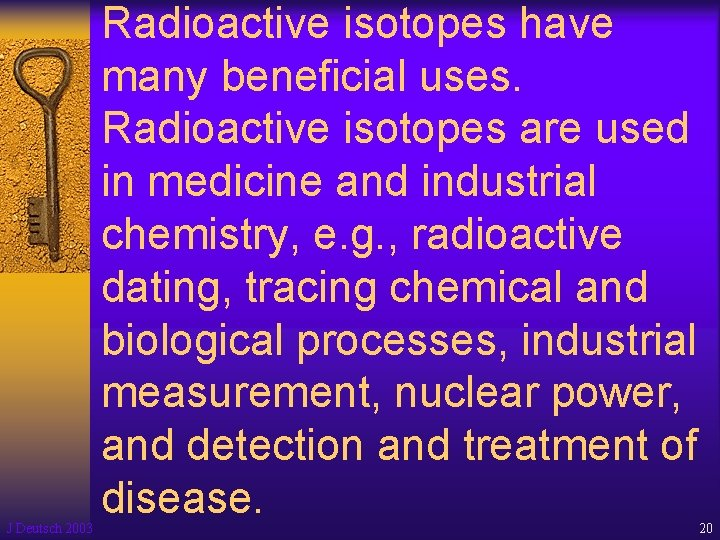 Radioactive isotopes have
many beneficial uses.
Radioactive isotopes are used
in medicine and industrial
chemistry, e.g. , radioactive
dating, tracing chemical and
biological processes, industrial
measurement, nuclear power,
and detection and treatment of
disease.
J Deutsch 2003
20